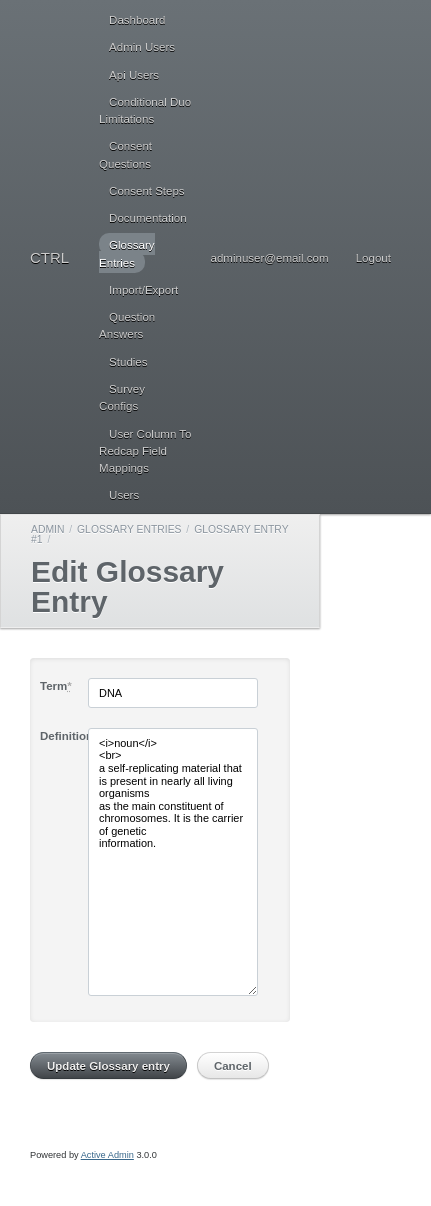 Dashboard
Admin Users
Api Users
Conditional Duo
Limitations
Consent
Questions
Consent Steps
Documentation
CTRL
Glossary
Entries
adminuser@email.com
Logout
Import/Export
Question
Answers
Studies
Survey
Configs
User Column To
Redcap Field
Mappings
Users
ADMIN / GLOSSARY ENTRIES / GLOSSARY ENTRY
#1 /
Edit Glossary
Entry
Term*
DNA
Definition
<i>noun</i>
<br>
a self-replicating material that
is present in nearly all living
organisms
as the main constituent of
chromosomes. It is the carrier
of genetic
information.
Update Glossary entry
Cancel
Powered by Active Admin 3.0.0